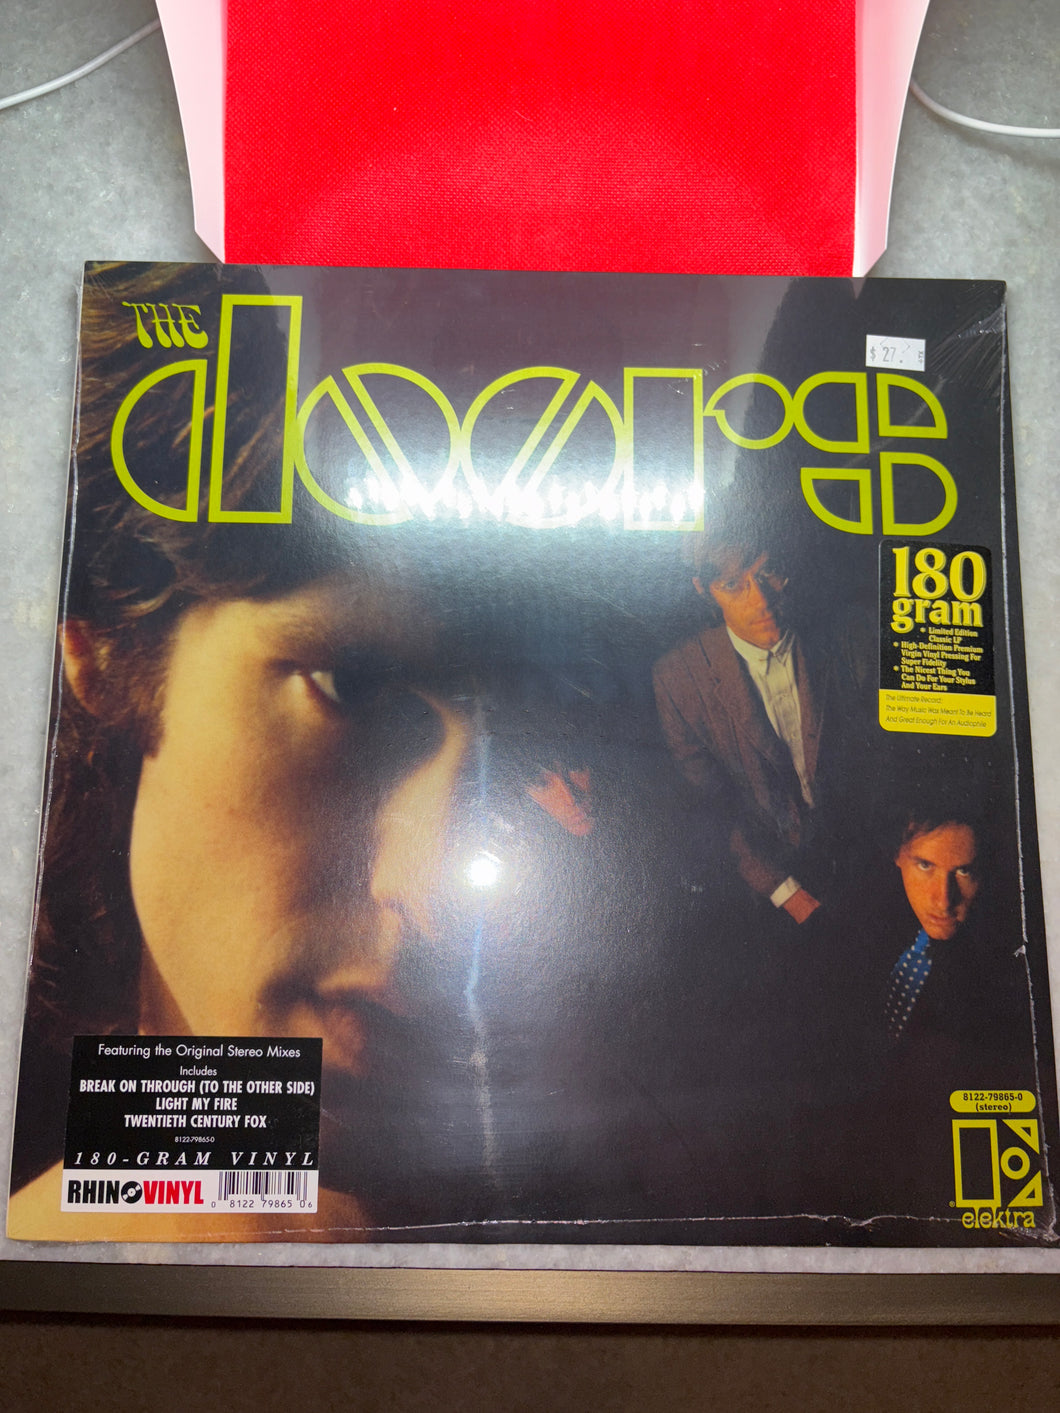 THE
doors
$ 27.
180
gram
* Limited Edition
Classic LP
* High-Definition Premium
Virgin Vinyl Pressing For
Super Fidelity
* The Nicest Thing You
Can Do For Your Stylus
And Your Ears
The Ultimate Record:
The Way Music Was Meant To Be Heard
And Great Enough For An Audiophile
Featuring the Original Stereo Mixes
Includes
BREAK ON THROUGH (TO THE OTHER SIDE)
LIGHT MY FIRE
TWENTIETH CENTURY FOX
8122-79865-0
180-GRAM VINYL
RHINO VINYL
0 8122 79865 0 6
8122-79865-0
(stereo)
® elektra